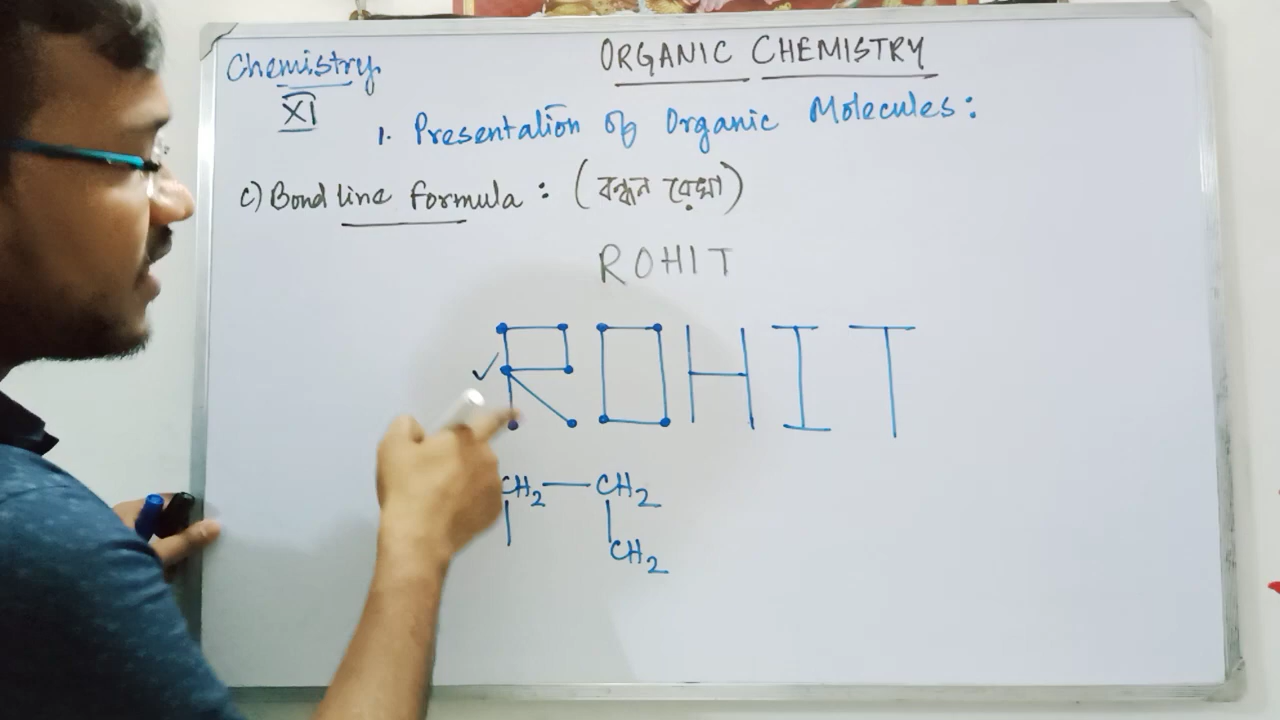 Chemistry
XI
ORGANIC CHEMISTRY
1. Presentation of Organic Molecules:
c) Bond line formula : (বন্ধন রেখা)
ROHIT
ROHIT
CH2—CH2
CH2